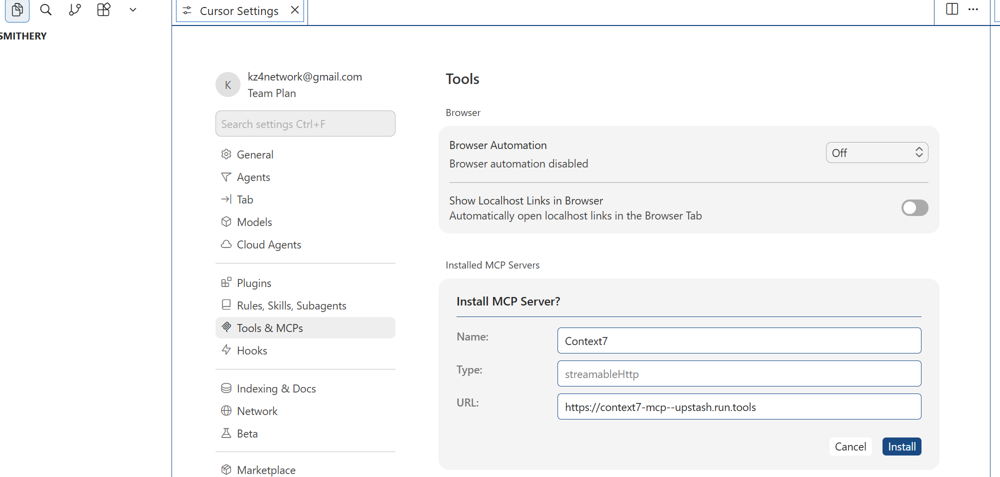 Cursor Settings
SMITHERY
K
kz4network@gmail.com
Team Plan
Search settings Ctrl+F
General
Agents
Tab
Models
Cloud Agents
Plugins
Rules, Skills, Subagents
Tools & MCPs
Hooks
Indexing & Docs
Network
Beta
Marketplace
Tools
Browser
Browser Automation
Browser automation disabled
Off
Show Localhost Links in Browser
Automatically open localhost links in the Browser Tab
Installed MCP Servers
Install MCP Server?
Name:
Context7
Type:
streamableHttp
URL:
https://context7-mcp--upstash.run.tools
Cancel
Install